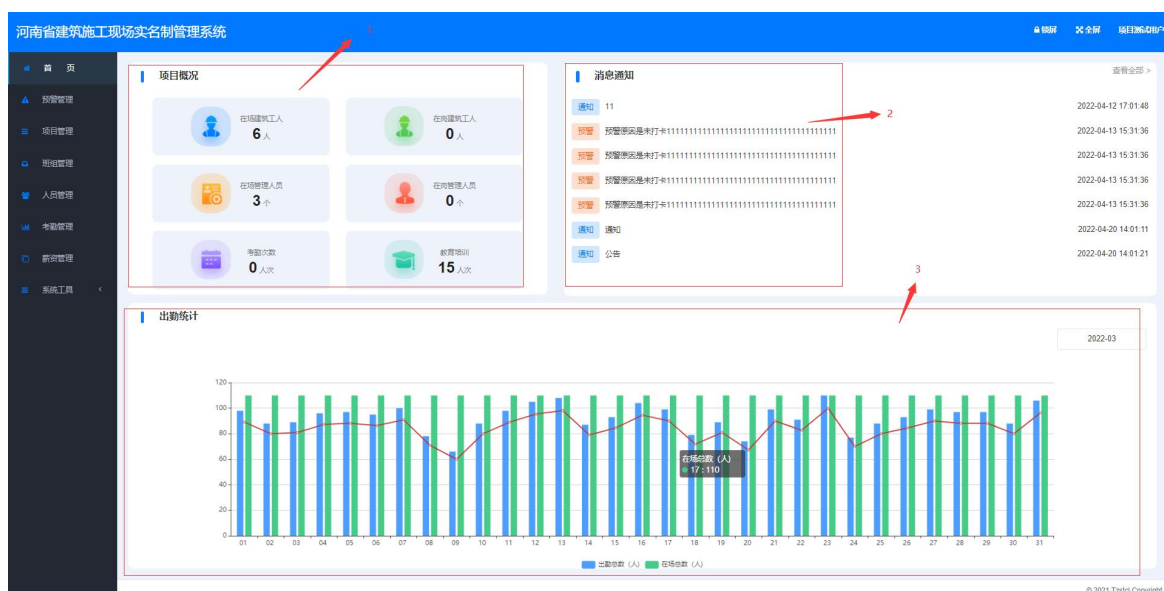 河南省建筑施工现场实名制管理系统
1
锁屏 全屏 项目测试用户
首 页
预警管理
项目管理
班组管理
人员管理
考勤管理
薪资管理
系统工具
项目概况
在场建筑工人
6 人
在岗建筑工人
0 人
在场管理人员
3 个
在岗管理人员
0 个
考勤次数
0 人次
教育培训
15 人次
消息通知
查看全部 >
通知 11 2022-04-12 17:01:48
2
预警 预警原因是未打卡1111111111111111111111111111111111111 2022-04-13 15:31:36
预警 预警原因是未打卡1111111111111111111111111111111111111 2022-04-13 15:31:36
预警 预警原因是未打卡1111111111111111111111111111111111111 2022-04-13 15:31:36
预警 预警原因是未打卡1111111111111111111111111111111111111 2022-04-13 15:31:36
通知 通知 2022-04-20 14:01:11
通知 公告 2022-04-20 14:01:21
3
出勤统计
2022-03
120
100
80
60
40
20
0
在场总数（人）
17 : 110
01 02 03 04 05 06 07 08 09 10 11 12 13 14 15 16 17 18 19 20 21 22 23 24 25 26 27 28 29 30 31
出勤总数（人） 在场总数（人）